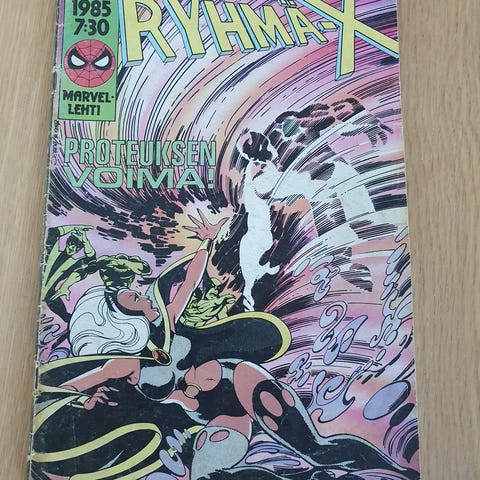 1985
7:30
RYHMÄ-X
MARVEL-
LEHTI
PROTEUKSEN
VOIMA!